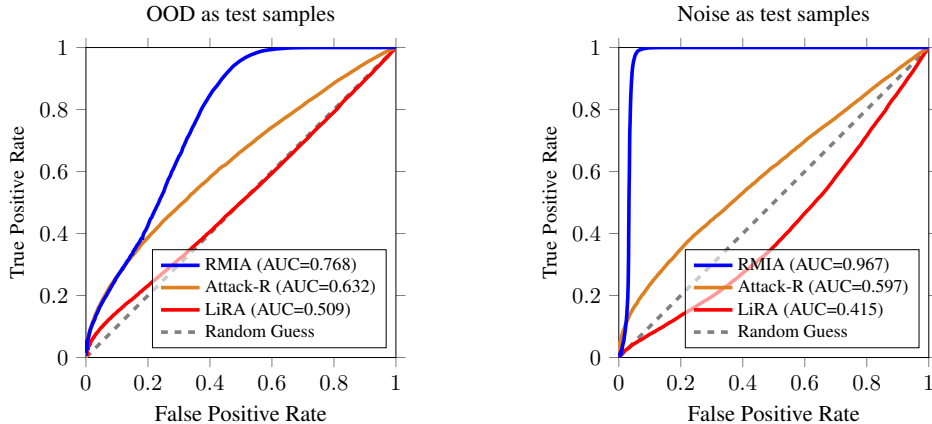 OOD as test samples
True Positive Rate
1
0.8
0.6
0.4
0.2
0
RMIA (AUC=0.768)
Attack-R (AUC=0.632)
LiRA (AUC=0.509)
Random Guess
0 0.2 0.4 0.6 0.8 1
False Positive Rate
Noise as test samples
True Positive Rate
1
0.8
0.6
0.4
0.2
0
RMIA (AUC=0.967)
Attack-R (AUC=0.597)
LiRA (AUC=0.415)
Random Guess
0 0.2 0.4 0.6 0.8 1
False Positive Rate